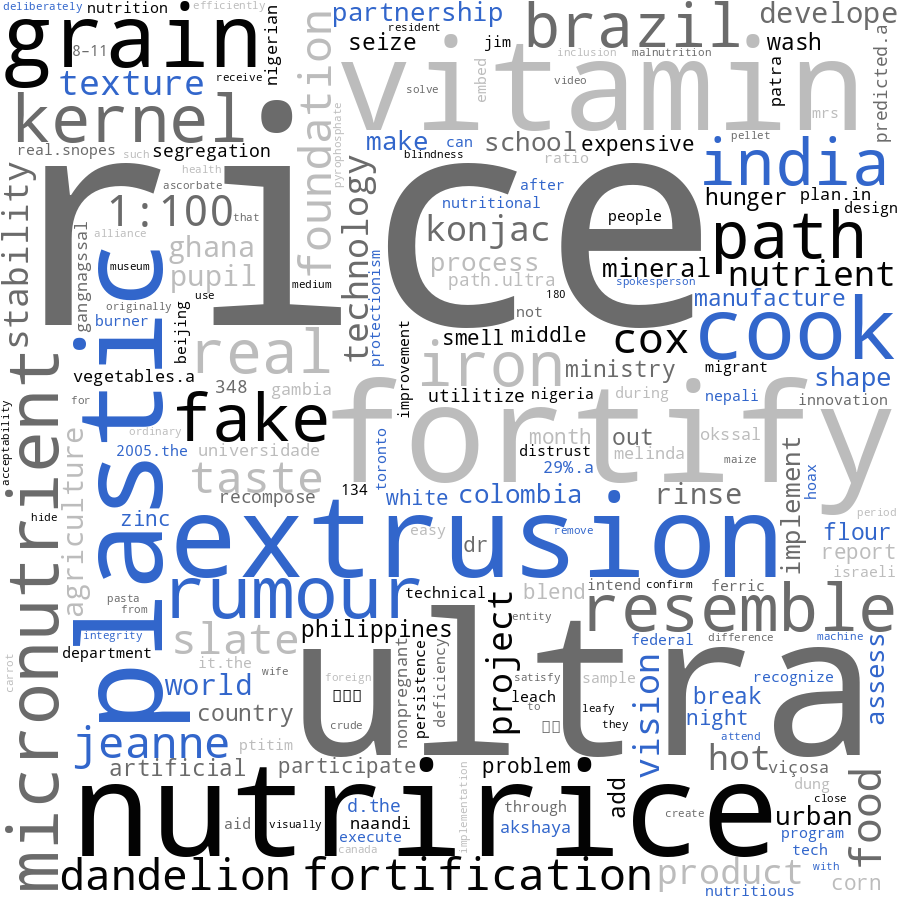 deliberately
nutrition
efficiently
grain
8-11
nigerian
texture
receive
kernel
real.snopes
such
segregation
foundation
pyrophosphate
partnership
resident
seize
jim
brazil
develope
inclusion
malnutrition
wash
vitamin
solve
embed
video
patra
mrs
predicted.a
make
can
school
expensive
pellet
blindness
ratio
india
rice
health
ascorbate
1:100
that
after
nutritional
hunger
plan.in
design
stability
alliance
ghana
technology
konjac
people
path
gangnagssal
museum
pupil
process
path.ultra
mineral
nutrient
medium
spokesperson
180
manufacture
originally
use
burner
beijing
protectionism
not
smell
middle
cox
cook
real
improvement
iron
ministry
migrant
vegetables.a
348
gambia
shape
for
fake
utilitize
nigeria
during
nepali
innovation
acceptability
fortify
ordinary
month
out
okssal
2005.the
universidade
toronto
distrust
melinda
maize
29%.a
taste
recompose
134
white
colombia
rinse
implement
hoax
hide
zinc
extrusion
easy
dr
remove
period
flour
report
israeli
agriculture
plastic
micronutrient
rumour
technical
blend
intend
confirm
ferric
pasta
from
resemble
integrity
slate
philippines
entity
federal
difference
machine
department
it.the
wife
foreign
nonpregnant
persistence
deficiency
project
satisfy
sample
recognize
assess
carrot
world
leach
to
leafy
vision
break
country
crude
they
night
attend
ultra
jeanne
ptitim
artificial
participate
problem
hot
viçosa
dung
nutririce
d.the
through
add
create
close
urban
food
aid
visually
naandi
akshaya
program
execute
canada
implementation
tech
dandelion
fortification
product
with
corn
nutritious